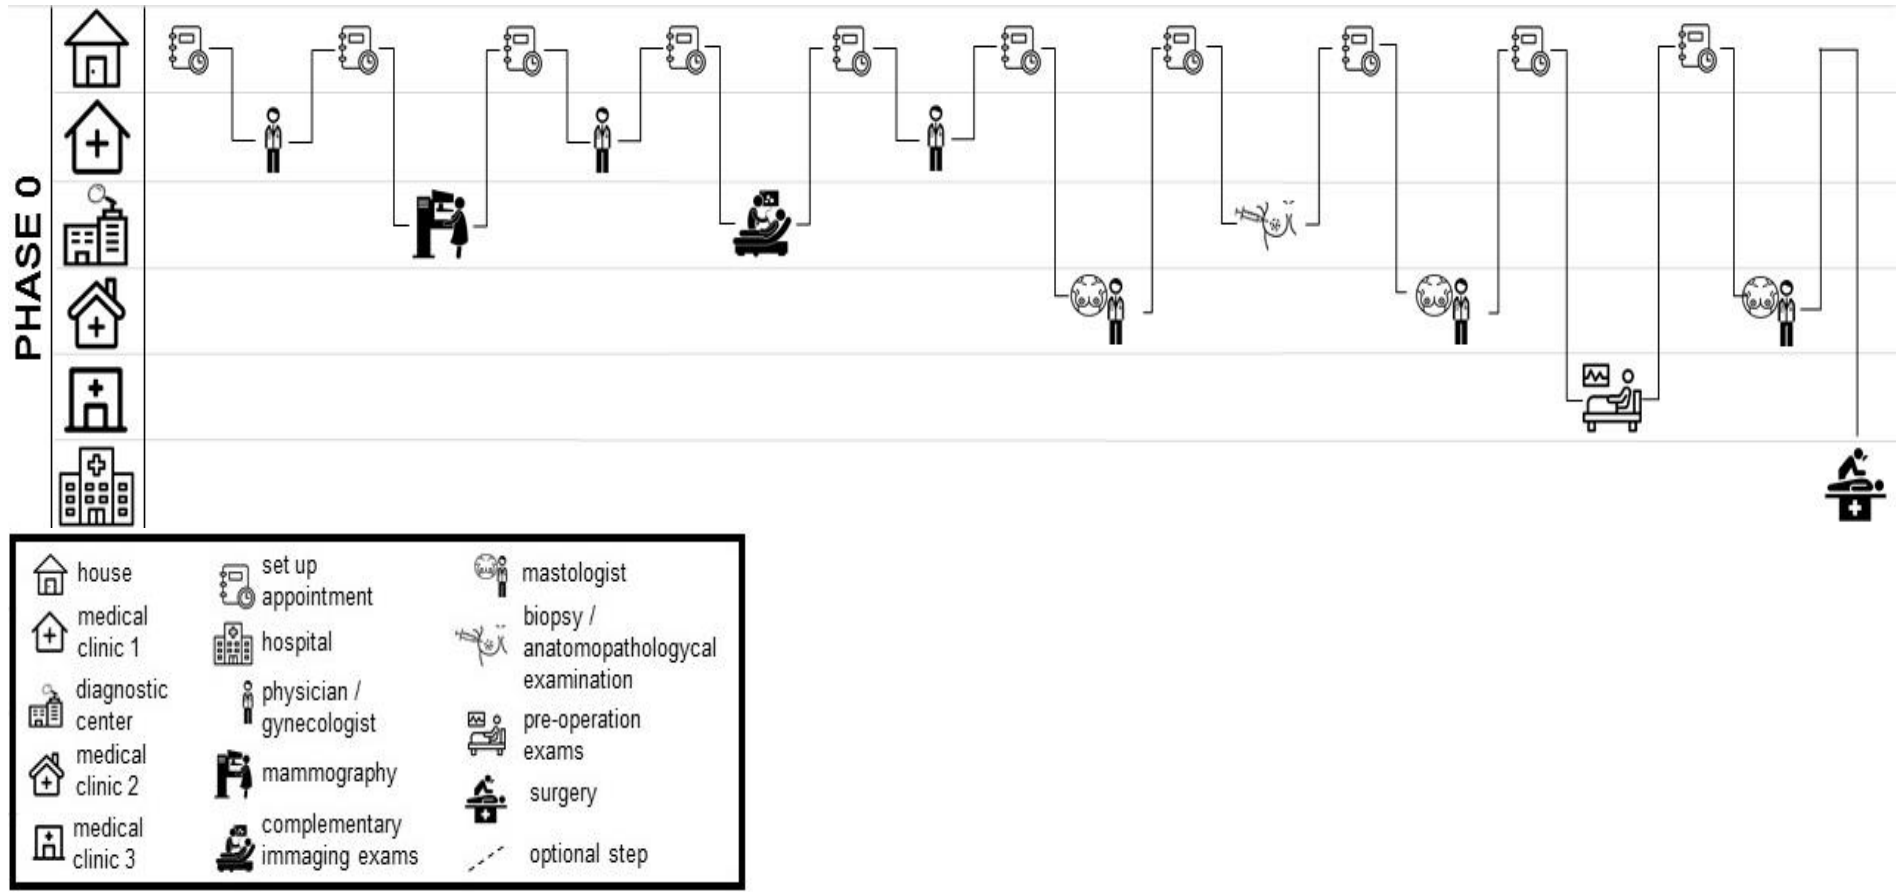 PHASE 0
house
medical
clinic 1
diagnostic
center
medical
clinic 2
medical
clinic 3
set up
appointment
hospital
physician /
gynecologist
mammography
complementary
immaging exams
mastologist
biopsy /
anatomopathologycal
examination
pre-operation
exams
surgery
optional step